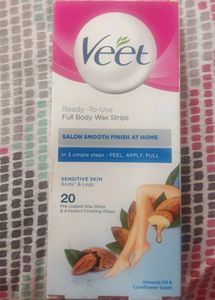 Veet
Ready -To-Use
Full Body Wax Strips
SALON SMOOTH FINISH AT HOME
in 3 simple steps - PEEL, APPLY, PULL
SENSITIVE SKIN
Body* & Legs
20
Pre-coated Wax Strips
& 4 Perfect Finishing Wipes
Almond Oil &
Cornflower Scent